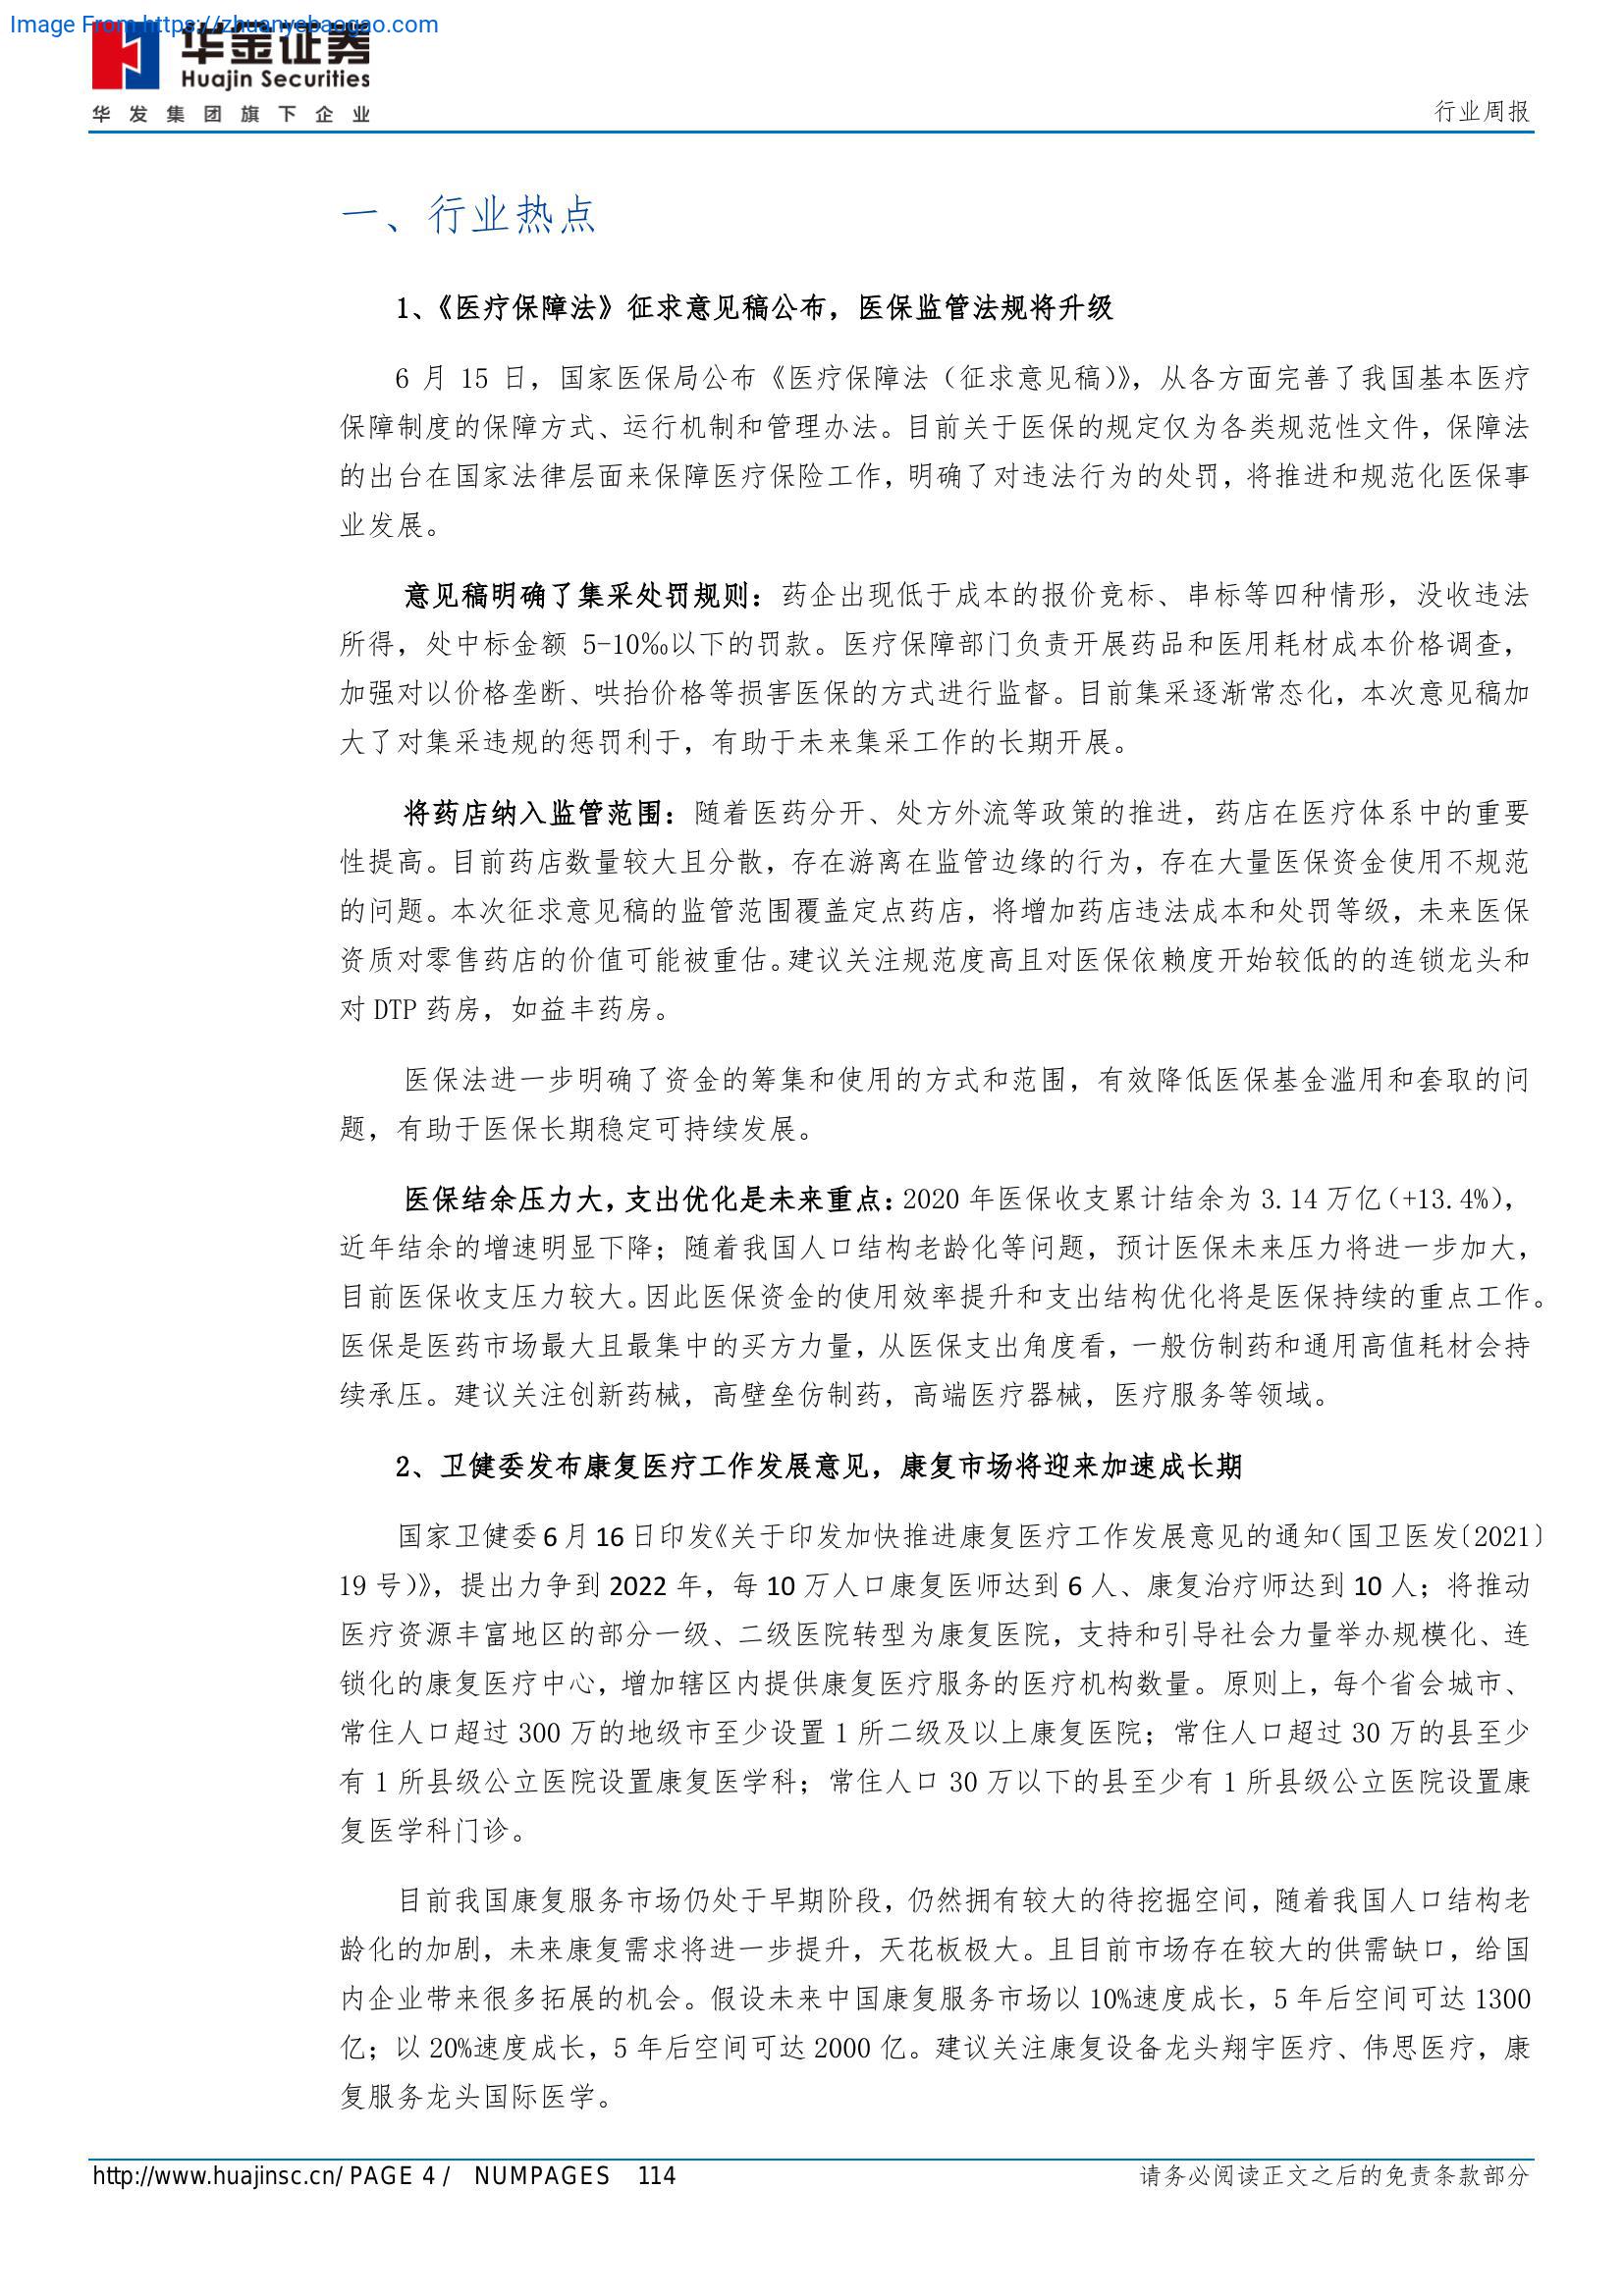 Image From https://zhuanyebaogao.com
华金证券
Huajin Securities
华发集团旗下企业
行业周报
一、行业热点
1、《医疗保障法》征求意见稿公布，医保监管法规将升级
6 月 15 日，国家医保局公布《医疗保障法（征求意见稿）》，从各方面完善了我国基本医疗
保障制度的保障方式、运行机制和管理办法。目前关于医保的规定仅为各类规范性文件，保障法
的出台在国家法律层面来保障医疗保险工作，明确了对违法行为的处罚，将推进和规范化医保事
业发展。
意见稿明确了集采处罚规则：药企出现低于成本的报价竞标、串标等四种情形，没收违法
所得，处中标金额 5-10‰以下的罚款。医疗保障部门负责开展药品和医用耗材成本价格调查，
加强对以价格垄断、哄抬价格等损害医保的方式进行监督。目前集采逐渐常态化，本次意见稿加
大了对集采违规的惩罚利于，有助于未来集采工作的长期开展。
将药店纳入监管范围：随着医药分开、处方外流等政策的推进，药店在医疗体系中的重要
性提高。目前药店数量较大且分散，存在游离在监管边缘的行为，存在大量医保资金使用不规范
的问题。本次征求意见稿的监管范围覆盖定点药店，将增加药店违法成本和处罚等级，未来医保
资质对零售药店的价值可能被重估。建议关注规范度高且对医保依赖度开始较低的的连锁龙头和
对 DTP 药房，如益丰药房。
医保法进一步明确了资金的筹集和使用的方式和范围，有效降低医保基金滥用和套取的问
题，有助于医保长期稳定可持续发展。
医保结余压力大，支出优化是未来重点：2020 年医保收支累计结余为 3.14 万亿（+13.4%），
近年结余的增速明显下降；随着我国人口结构老龄化等问题，预计医保未来压力将进一步加大，
目前医保收支压力较大。因此医保资金的使用效率提升和支出结构优化将是医保持续的重点工作。
医保是医药市场最大且最集中的买方力量，从医保支出角度看，一般仿制药和通用高值耗材会持
续承压。建议关注创新药械，高壁垒仿制药，高端医疗器械，医疗服务等领域。
2、卫健委发布康复医疗工作发展意见，康复市场将迎来加速成长期
国家卫健委 6 月 16 日印发《关于印发加快推进康复医疗工作发展意见的通知（国卫医发〔2021〕
19 号）》，提出力争到 2022 年，每 10 万人口康复医师达到 6 人、康复治疗师达到 10 人；将推动
医疗资源丰富地区的部分一级、二级医院转型为康复医院，支持和引导社会力量举办规模化、连
锁化的康复医疗中心，增加辖区内提供康复医疗服务的医疗机构数量。原则上，每个省会城市、
常住人口超过 300 万的地级市至少设置 1 所二级及以上康复医院；常住人口超过 30 万的县至少
有 1 所县级公立医院设置康复医学科；常住人口 30 万以下的县至少有 1 所县级公立医院设置康
复医学科门诊。
目前我国康复服务市场仍处于早期阶段，仍然拥有较大的待挖掘空间，随着我国人口结构老
龄化的加剧，未来康复需求将进一步提升，天花板极大。且目前市场存在较大的供需缺口，给国
内企业带来很多拓展的机会。假设未来中国康复服务市场以 10%速度成长，5 年后空间可达 1300
亿；以 20%速度成长，5 年后空间可达 2000 亿。建议关注康复设备龙头翔宇医疗、伟思医疗，康
复服务龙头国际医学。
http://www.huajinsc.cn/ PAGE 4 / NUMPAGES 114
请务必阅读正文之后的免责条款部分